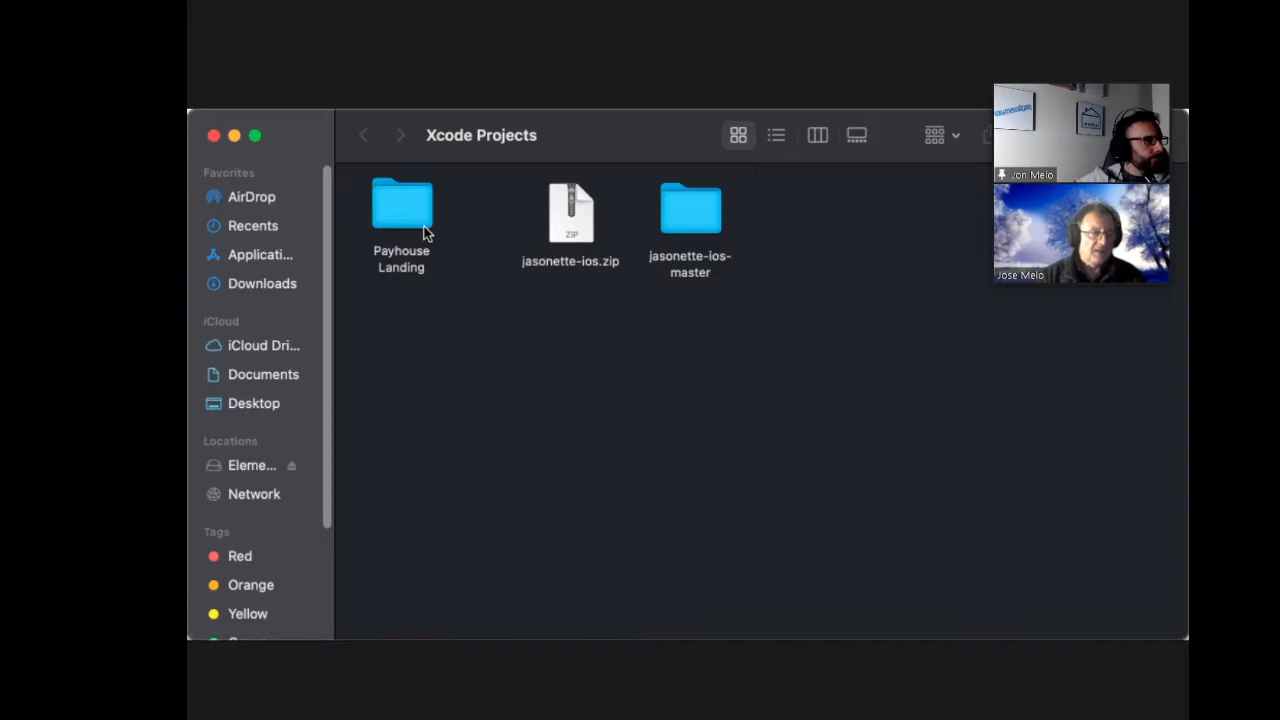 Xcode Projects
Favorites
AirDrop
Recents
Applicati...
Downloads
iCloud
iCloud Dri...
Documents
Desktop
Locations
Eleme...
Network
Tags
Red
Orange
Yellow
Payhouse
Landing
ZIP
jasonette-ios.zip
jasonette-ios-
master
Jon Melo
Jose Melo